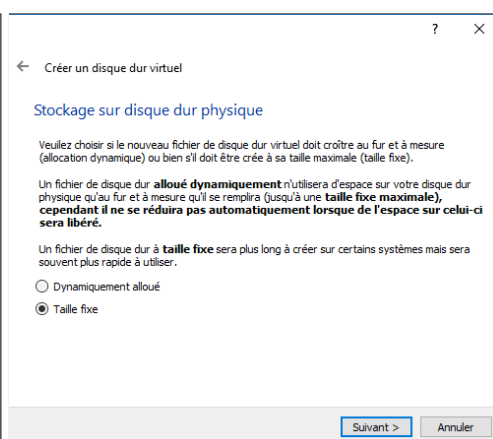 ?
Créer un disque dur virtuel
Stockage sur disque dur physique
Veuilez choisir si le nouveau fichier de disque dur virtuel doit croître au fur et à mesure
(allocation dynamique) ou bien s'il doit être crée à sa taille maximale (taille fixe).
Un fichier de disque dur alloué dynamiquement n'utilisera d'espace sur votre disque dur
physique qu'au fur et à mesure qu'il se remplira (jusqu'à une taille fixe maximale),
cependant il ne se réduira pas automatiquement lorsque de l'espace sur celui-ci
sera libéré.
Un fichier de disque dur à taille fixe sera plus long à créer sur certains systèmes mais sera
souvent plus rapide à utiliser.
Dynamiquement alloué
Taille fixe
Suivant >
Annuler